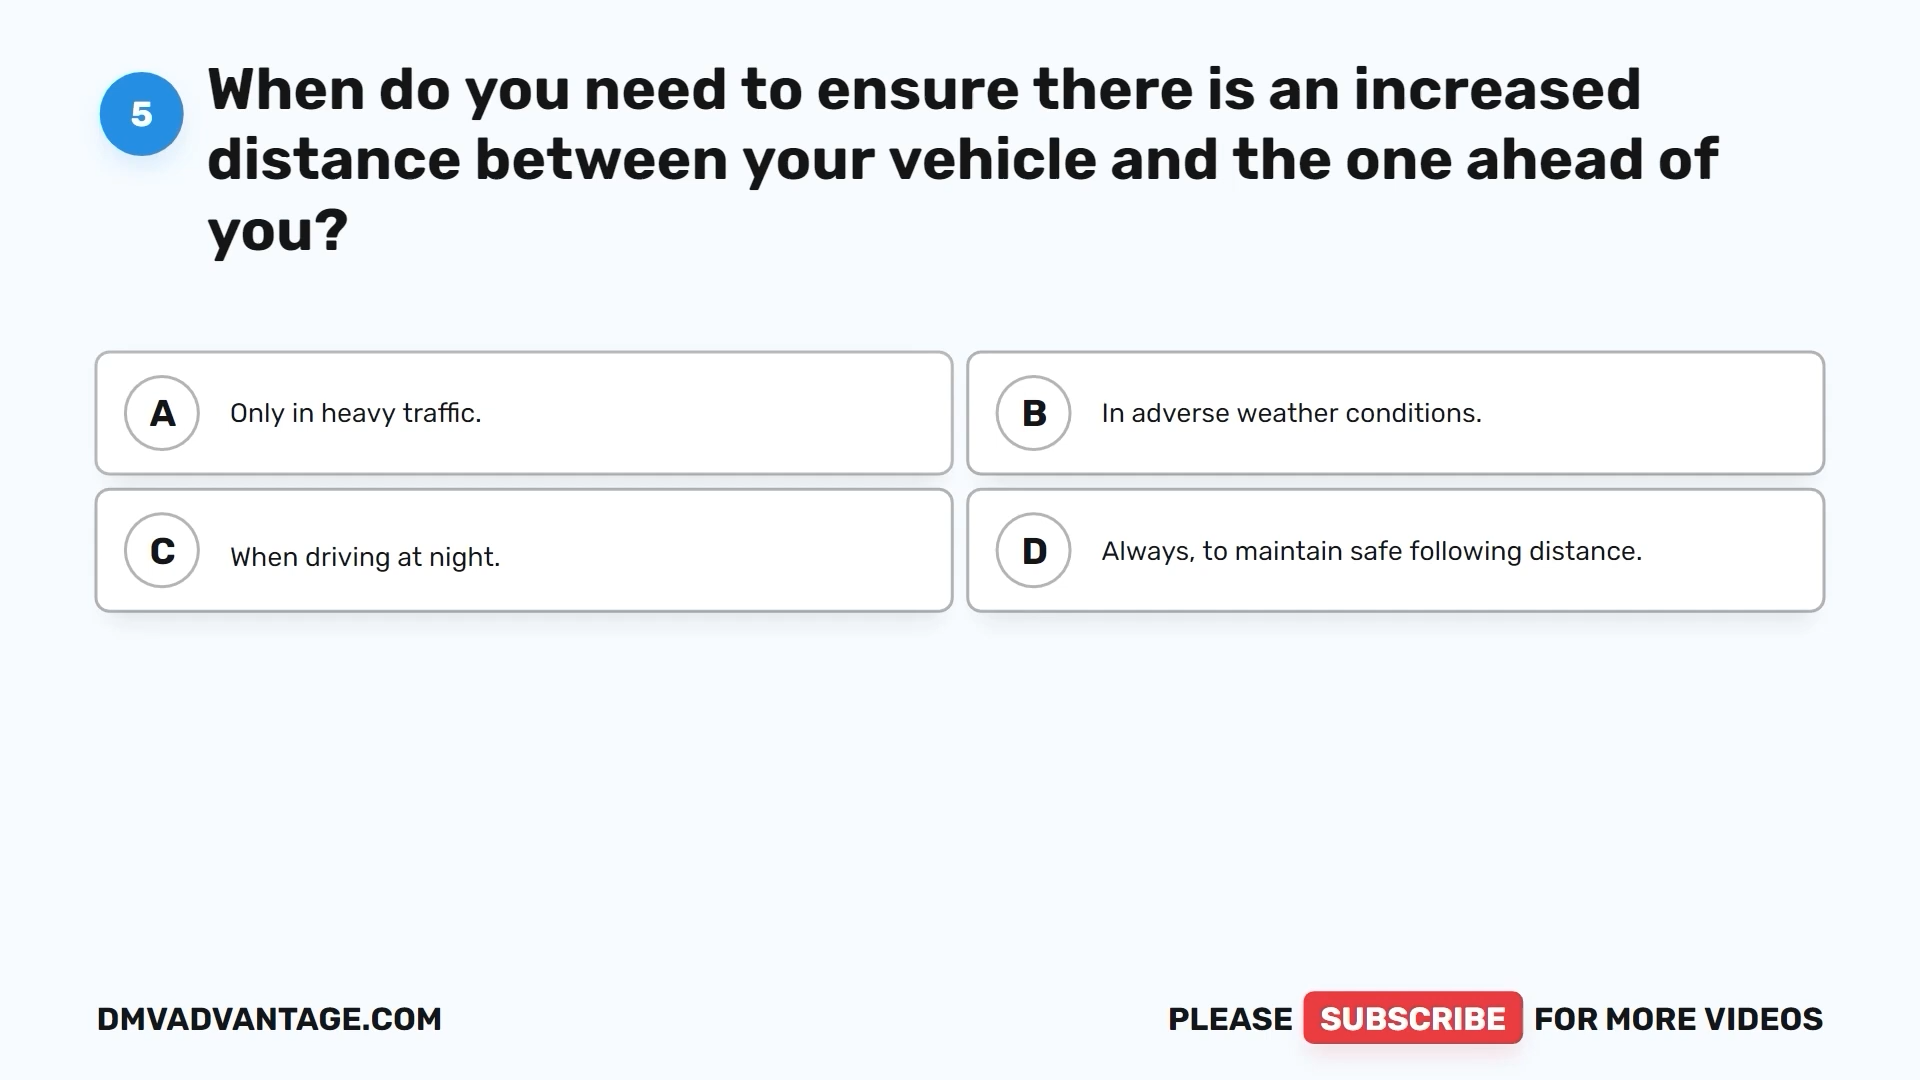 5
When do you need to ensure there is an increased
distance between your vehicle and the one ahead of
you?
A
Only in heavy traffic.
B
In adverse weather conditions.
C
When driving at night.
D
Always, to maintain safe following distance.
DMVADVANTAGE.COM
PLEASE SUBSCRIBE FOR MORE VIDEOS